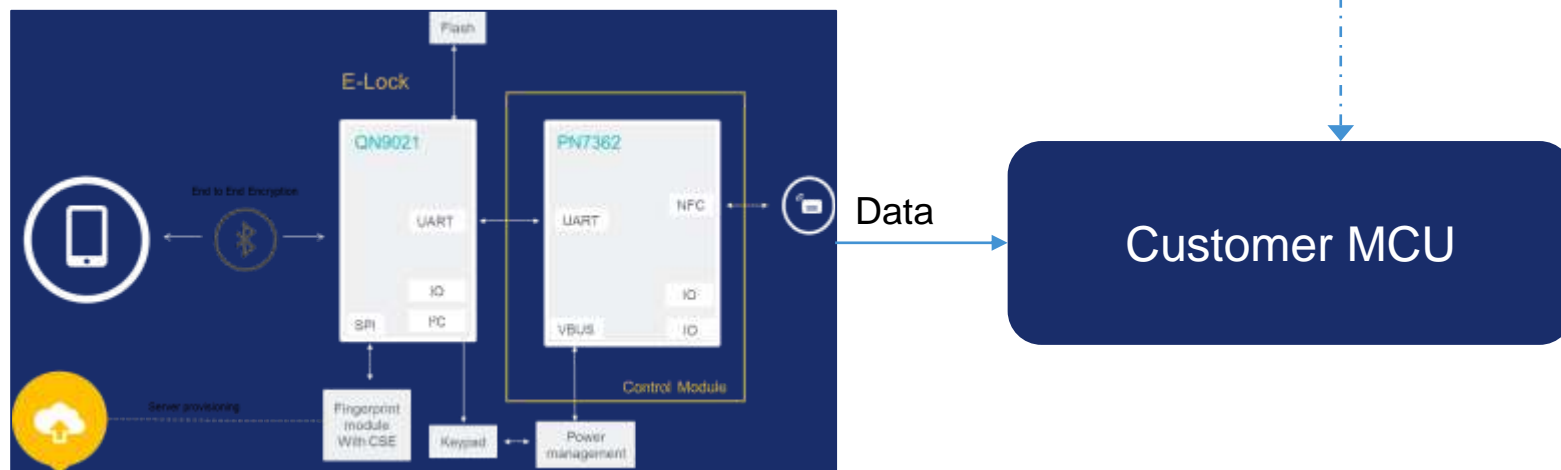 Flash
E-Lock
QN9021
PN7362
End to End Encryption
NFC
UART
UART
Data
Customer MCU
IO
IO
SPI
I²C
VBUS
IO
Control Module
Server provisioning
Fingerprint
module
With CSE
Keypad
Power
management